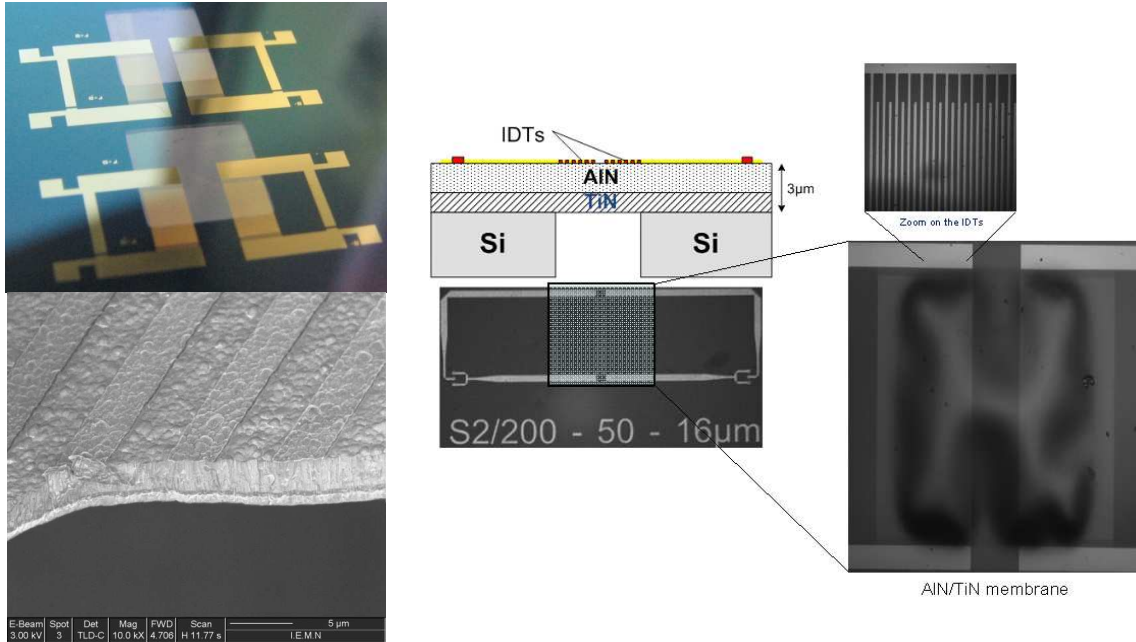 IDTs
AlN
TiN
3µm
Si
Si
Zoom on the IDTs
S2/200 - 50 - 16µm
AlN/TiN membrane
E-Beam Spot Det Mag FWD Scan
3.00 kV 3 TLD-C 10.0 kX 4.706 H 11.77 s
5 µm
I.E.M.N